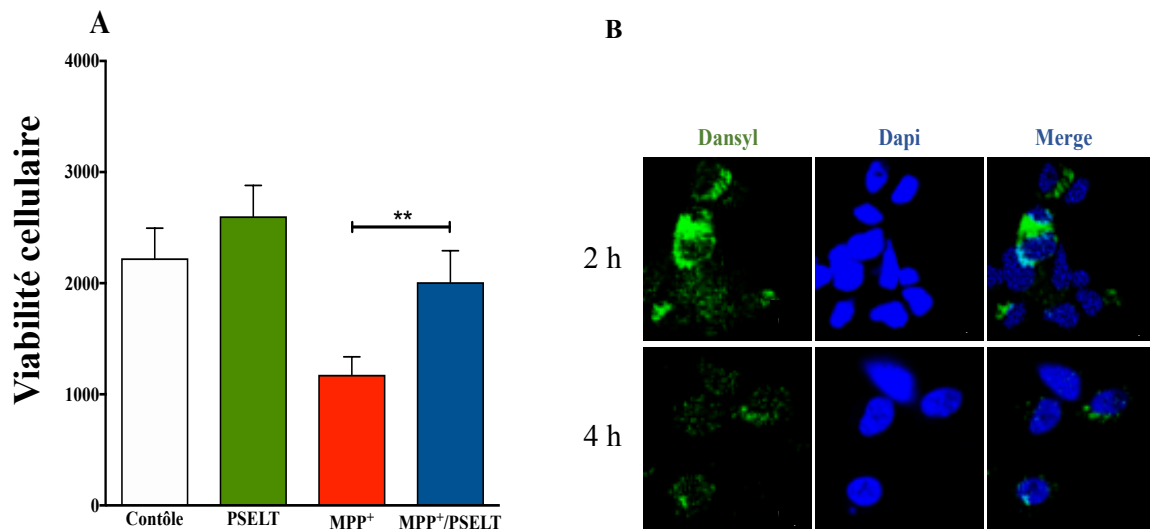 A
B
Viabilité cellulaire
4000
3000
2000
1000
0
**
Contôle PSELT MPP⁺ MPP⁺/PSELT
Dansyl Dapi Merge
2 h
4 h